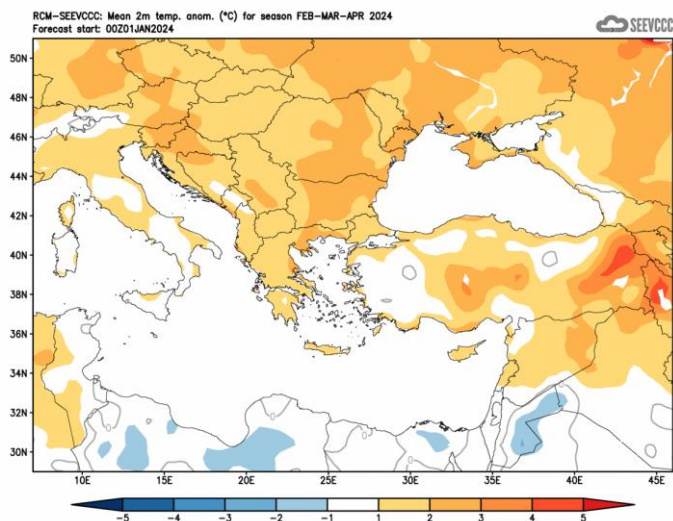 RCM-SEEVCCC: Mean 2m temp. anom. (°C) for season FEB-MAR-APR 2024
Forecast start: 00Z01JAN2024
SEEVCCC
50N
48N
46N
44N
42N
40N
38N
36N
34N
32N
30N
10E 15E 20E 25E 30E 35E 40E 45E
-5 -4 -3 -2 -1 1 2 3 4 5